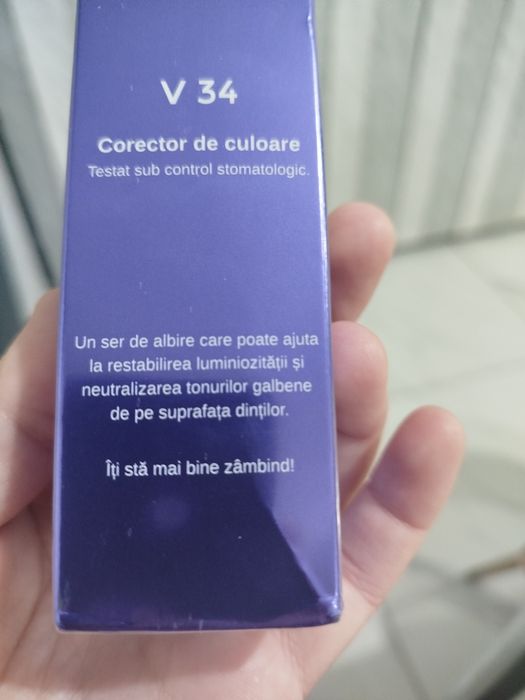 V 34
Corector de culoare
Testat sub control stomatologic.
Un ser de albire care poate ajuta
la restabilirea luminozității și
neutralizarea tonurilor galbene
de pe suprafața dinților.
Îți stă mai bine zâmbind!